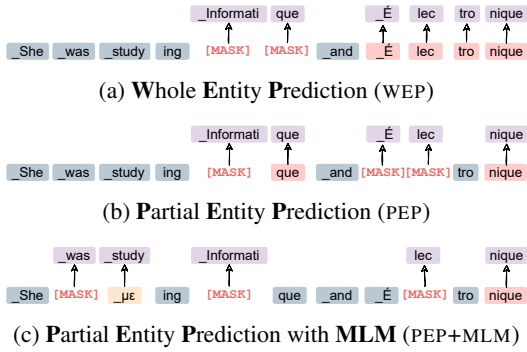 _Informati que _É lec tro nique
_She _was _study ing [MASK] [MASK] _and _É lec tro nique
(a) Whole Entity Prediction (WEP)
_Informati que _É lec nique
_She _was _study ing [MASK] que _and [MASK] [MASK] tro nique
(b) Partial Entity Prediction (PEP)
_was _study _Informati lec nique
_She [MASK] _με ing [MASK] que _and _É [MASK] tro nique
(c) Partial Entity Prediction with MLM (PEP+MLM)